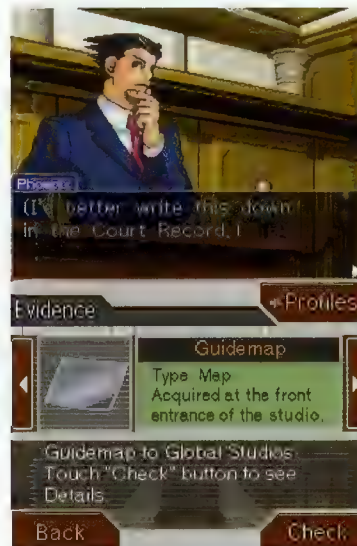 Phoenix
(I'd better write this down
in the Court Record.)
Evidence
Profiles
Guidemap
Type: Map
Acquired at the front
entrance of the studio.
Guidemap to Global Studios
Touch "Check" button to see
Details
Back
Check